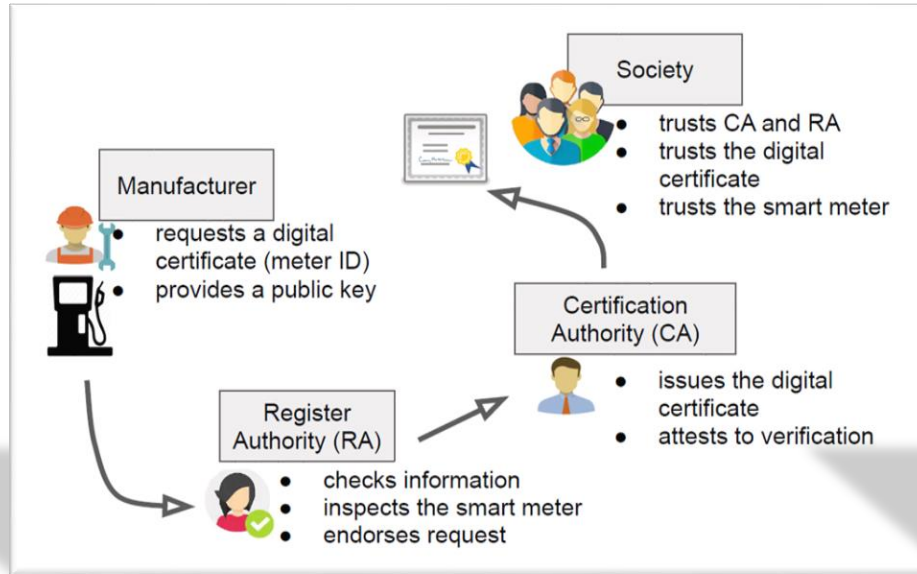 Manufacturer
● requests a digital
certificate (meter ID)
● provides a public key
Register
Authority (RA)
● checks information
● inspects the smart meter
● endorses request
Certification
Authority (CA)
● issues the digital
certificate
● attests to verification
Society
● trusts CA and RA
● trusts the digital
certificate
● trusts the smart meter